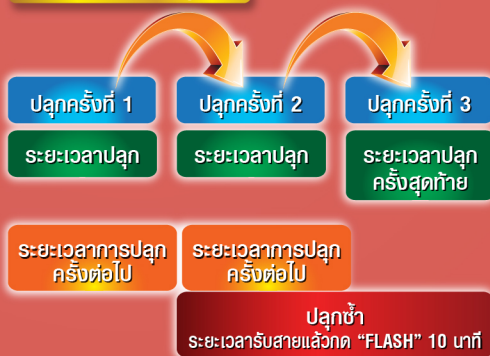 ปลุกครั้งที่ 1
ปลุกครั้งที่ 2
ปลุกครั้งที่ 3
ระยะเวลาปลุก
ระยะเวลาปลุก
ระยะเวลาปลุก
ครั้งสุดท้าย
ระยะเวลาการปลุก
ครั้งต่อไป
ระยะเวลาการปลุก
ครั้งต่อไป
ปลุกซ้ำ
ระยะเวลารับสายแล้วกด “FLASH” 10 นาที